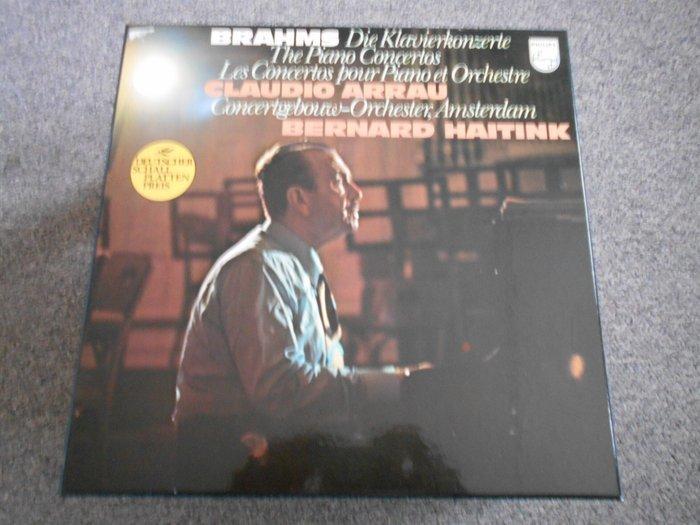 BRAHMS Die Klavierkonzerte
The Piano Concertos
Les Concertos pour Piano et Orchestre
CLAUDIO ARRAU
Concertgebouw-Orchester, Amsterdam
BERNARD HAITINK
PHILIPS
DEUTSCHER
SCHALL
PLATTEN
PREIS